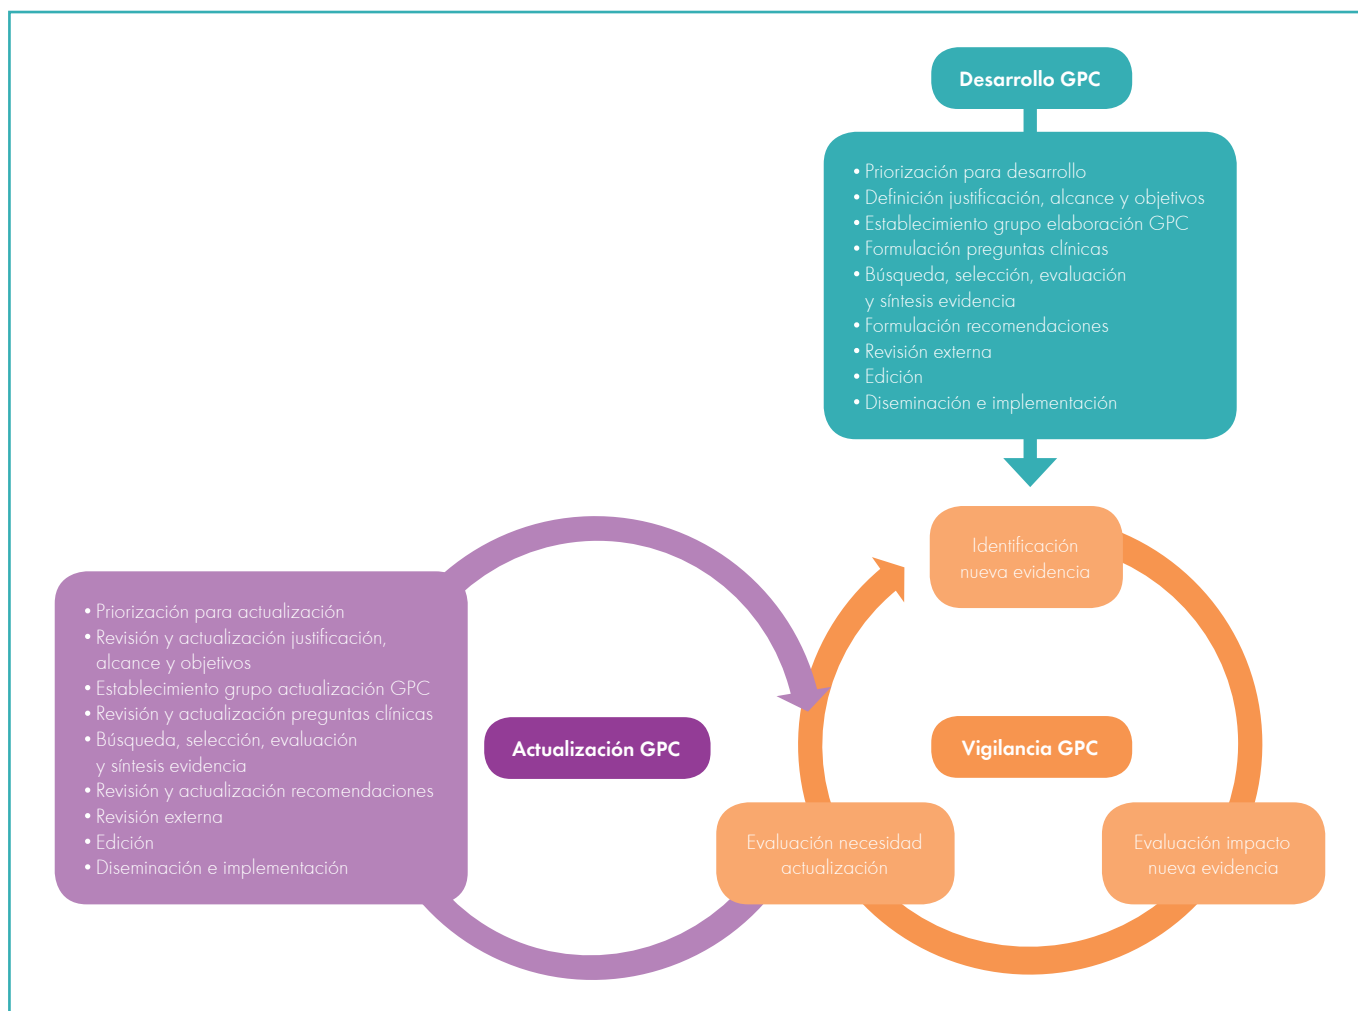 Desarrollo GPC
• Priorización para desarrollo
• Definición justificación, alcance y objetivos
• Establecimiento grupo elaboración GPC
• Formulación preguntas clínicas
• Búsqueda, selección, evaluación
y síntesis evidencia
• Formulación recomendaciones
• Revisión externa
• Edición
• Diseminación e implementación
Identificación
nueva evidencia
• Priorización para actualización
• Revisión y actualización justificación,
alcance y objetivos
• Establecimiento grupo actualización GPC
• Revisión y actualización preguntas clínicas
• Búsqueda, selección, evaluación
y síntesis evidencia
• Revisión y actualización recomendaciones
• Revisión externa
• Edición
• Diseminación e implementación
Actualización GPC
Vigilancia GPC
Evaluación necesidad
actualización
Evaluación impacto
nueva evidencia